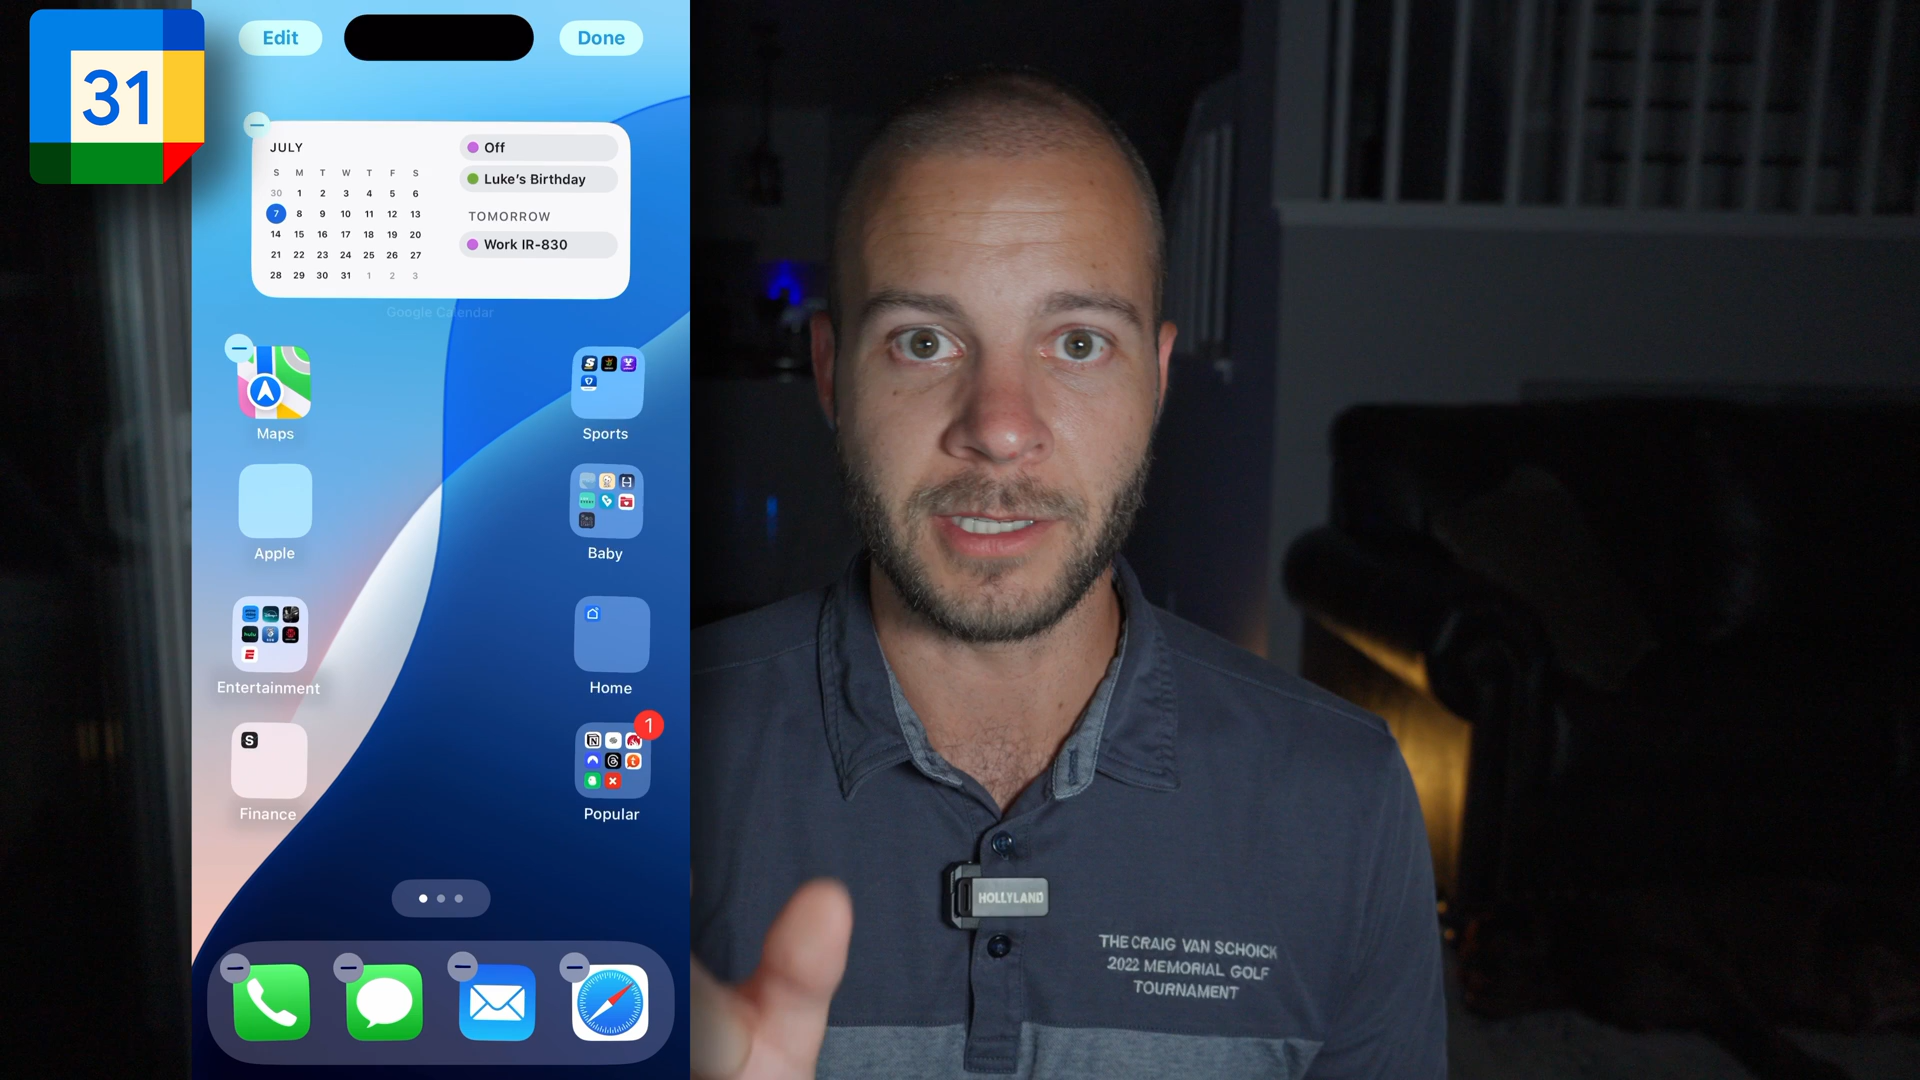 31
Edit
Done
JULY
S M T W T F S
30 1 2 3 4 5 6
7 8 9 10 11 12 13
14 15 16 17 18 19 20
21 22 23 24 25 26 27
28 29 30 31 1 2 3
Off
Luke's Birthday
TOMORROW
Work IR-830
Google Calendar
Maps
Sports
Apple
Baby
hulu
Entertainment
Home
S
1
Finance
Popular
HOLLYLAND
THE CRAIG VAN SCHOICK
2022 MEMORIAL GOLF
TOURNAMENT